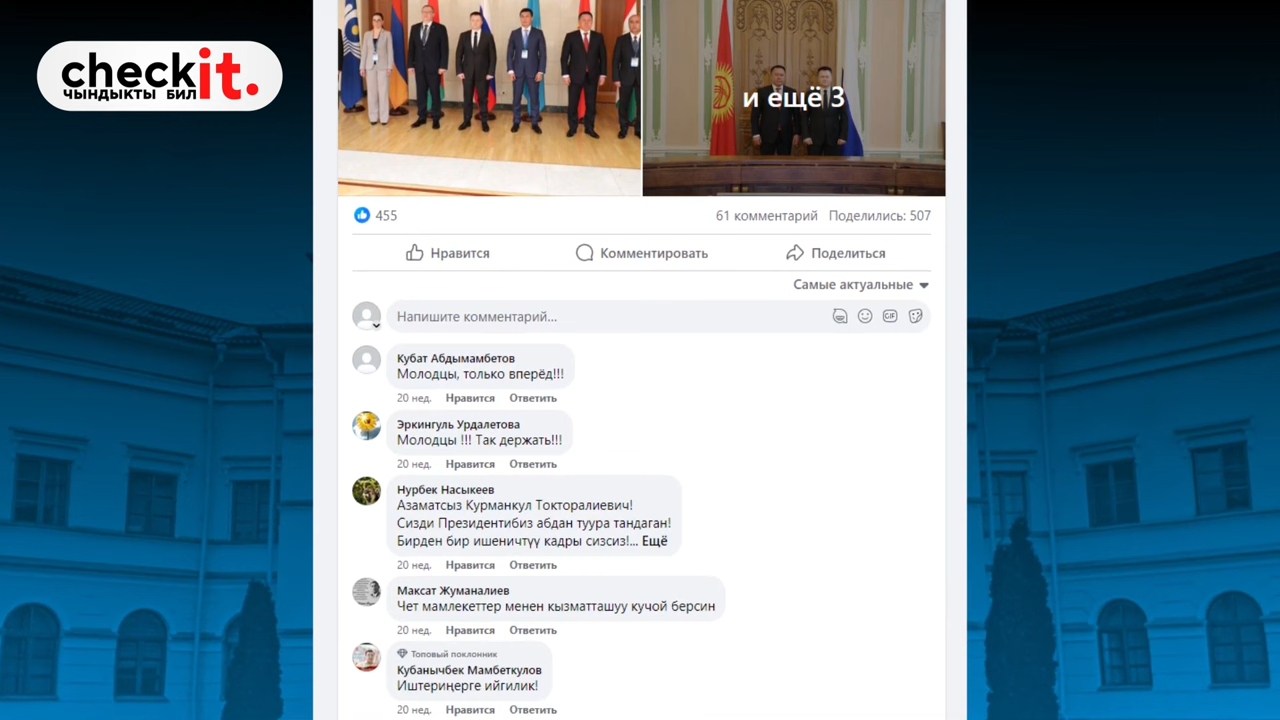 checkit.
ЧЫНДЫКТЫ БИЛ
и ещё 3
455
61 комментарий Поделились: 507
Нравится Комментировать Поделиться
Самые актуальные
Напишите комментарий...
GIF
Кубат Абдымамбетов
Молодцы, только вперёд!!!
20 нед. Нравится Ответить
Эркингуль Урдалетова
Молодцы !!! Так держать!!!
20 нед. Нравится Ответить
Нурбек Насыкеев
Азаматсыз Курманкул Токторалиевич!
Сизди Президентибиз абдан туура тандаган!
Бирден бир ишеничтүү кадры сизсиз!... Ещё
20 нед. Нравится Ответить
Максат Жуманалиев
Чет мамлекеттер менен кызматташуу кучой берсин
20 нед. Нравится Ответить
Топовый поклонник
Кубанычбек Мамбеткулов
Иштериңерге ийгилик!
20 нед. Нравится Ответить